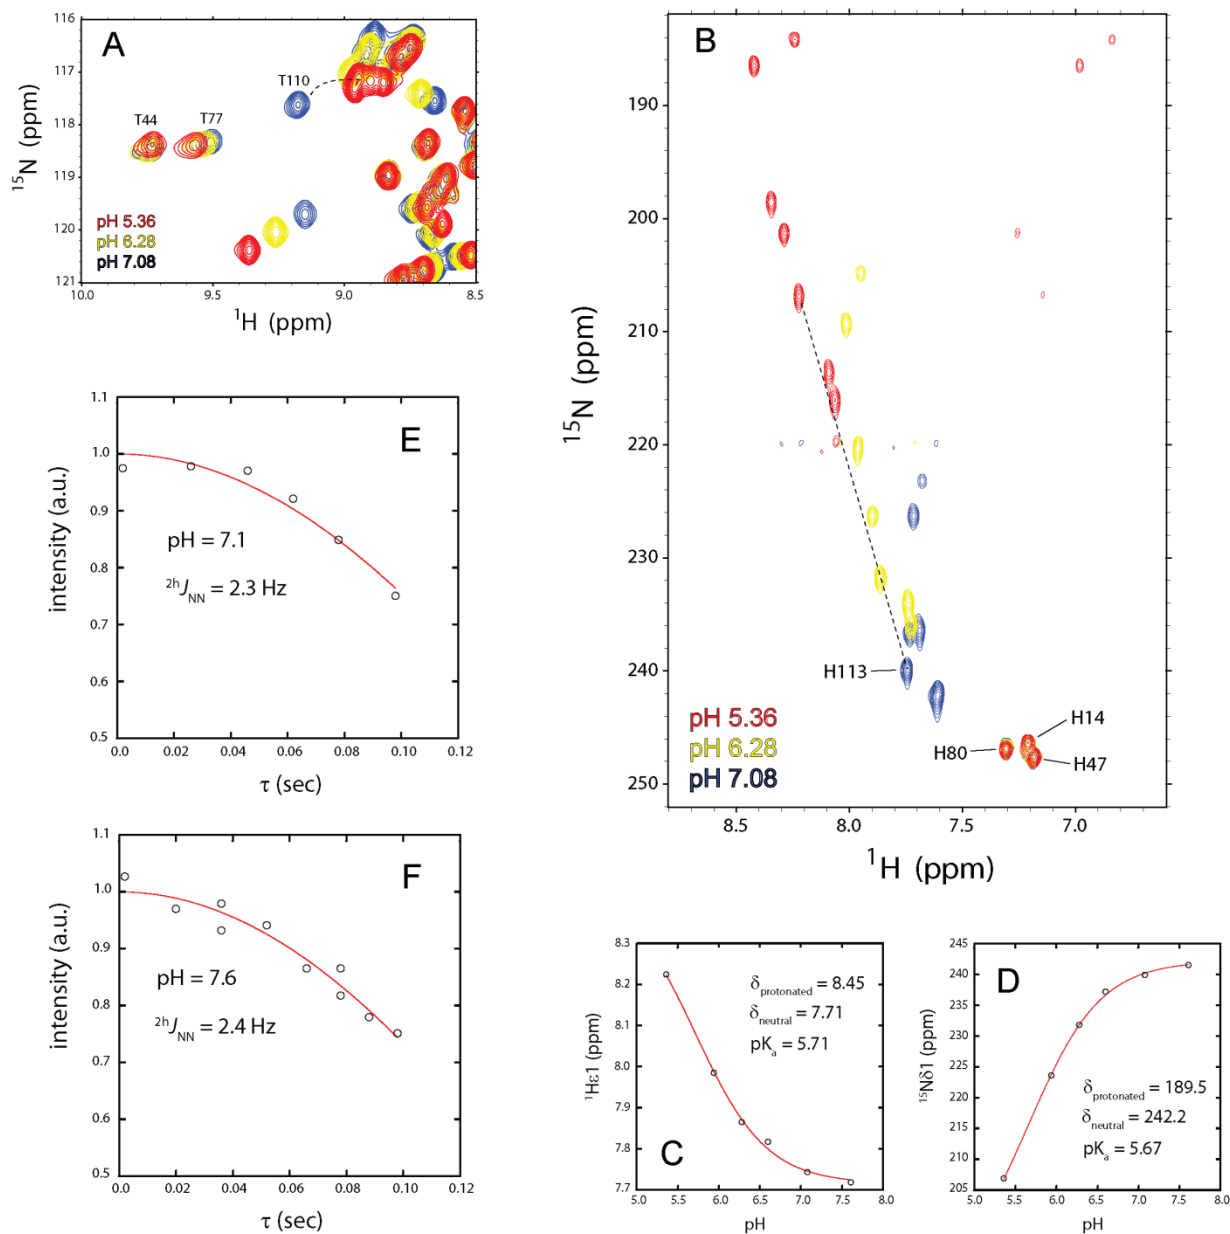 A
T110
T44
T77
pH 5.36
pH 6.28
pH 7.08
116
117
118
119
120
121
10.0
9.5
9.0
8.5
15N (ppm)
1H (ppm)
B
190
200
210
220
230
240
250
8.5
8.0
7.5
7.0
15N (ppm)
1H (ppm)
H113
H14
H80
H47
pH 5.36
pH 6.28
pH 7.08
E
1.1
1.0
0.9
0.8
0.7
0.6
0.5
0.0
0.02
0.04
0.06
0.08
0.10
0.12
intensity (a.u.)
τ (sec)
pH = 7.1
2hJNN = 2.3 Hz
F
1.1
1.0
0.9
0.8
0.7
0.6
0.5
0.0
0.02
0.04
0.06
0.08
0.10
0.12
intensity (a.u.)
τ (sec)
pH = 7.6
2hJNN = 2.4 Hz
C
8.3
8.2
8.1
8.0
7.9
7.8
7.7
5.0
5.5
6.0
6.5
7.0
7.5
8.0
1Hε1 (ppm)
pH
δprotonated = 8.45
δneutral = 7.71
pKa = 5.71
D
245
240
235
230
225
220
215
210
205
5.0
5.5
6.0
6.5
7.0
7.5
8.0
15Nδ1 (ppm)
pH
δprotonated = 189.5
δneutral = 242.2
pKa = 5.67